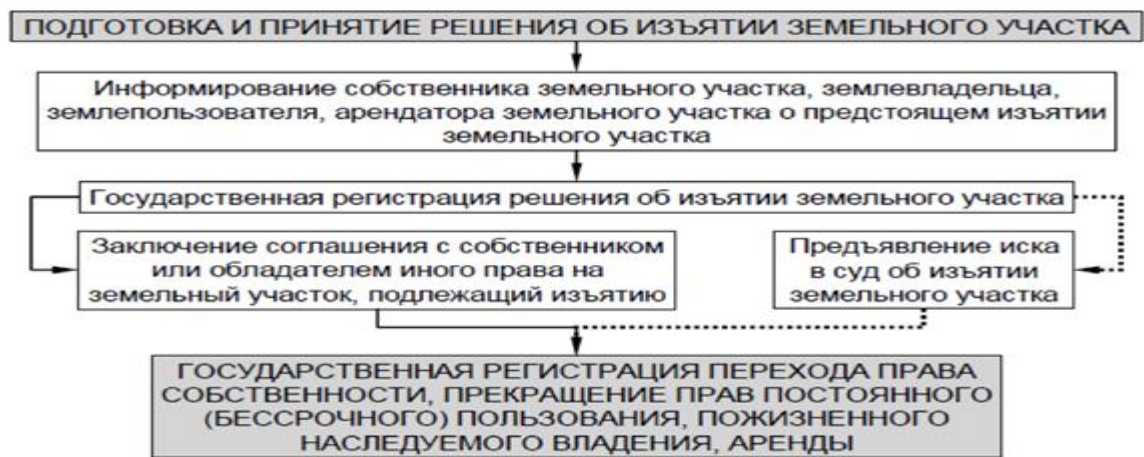 ПОДГОТОВКА И ПРИНЯТИЕ РЕШЕНИЯ ОБ ИЗЪЯТИИ ЗЕМЕЛЬНОГО УЧАСТКА
Информирование собственника земельного участка, землевладельца,
землепользователя, арендатора земельного участка о предстоящем изъятии
земельного участка
Государственная регистрация решения об изъятии земельного участка
Заключение соглашения с собственником
или обладателем иного права на
земельный участок, подлежащий изъятию
Предъявление иска
в суд об изъятии
земельного участка
ГОСУДАРСТВЕННАЯ РЕГИСТРАЦИЯ ПЕРЕХОДА ПРАВА
СОБСТВЕННОСТИ, ПРЕКРАЩЕНИЕ ПРАВ ПОСТОЯННОГО
(БЕССРОЧНОГО) ПОЛЬЗОВАНИЯ, ПОЖИЗНЕННОГО
НАСЛЕДУЕМОГО ВЛАДЕНИЯ, АРЕНДЫ